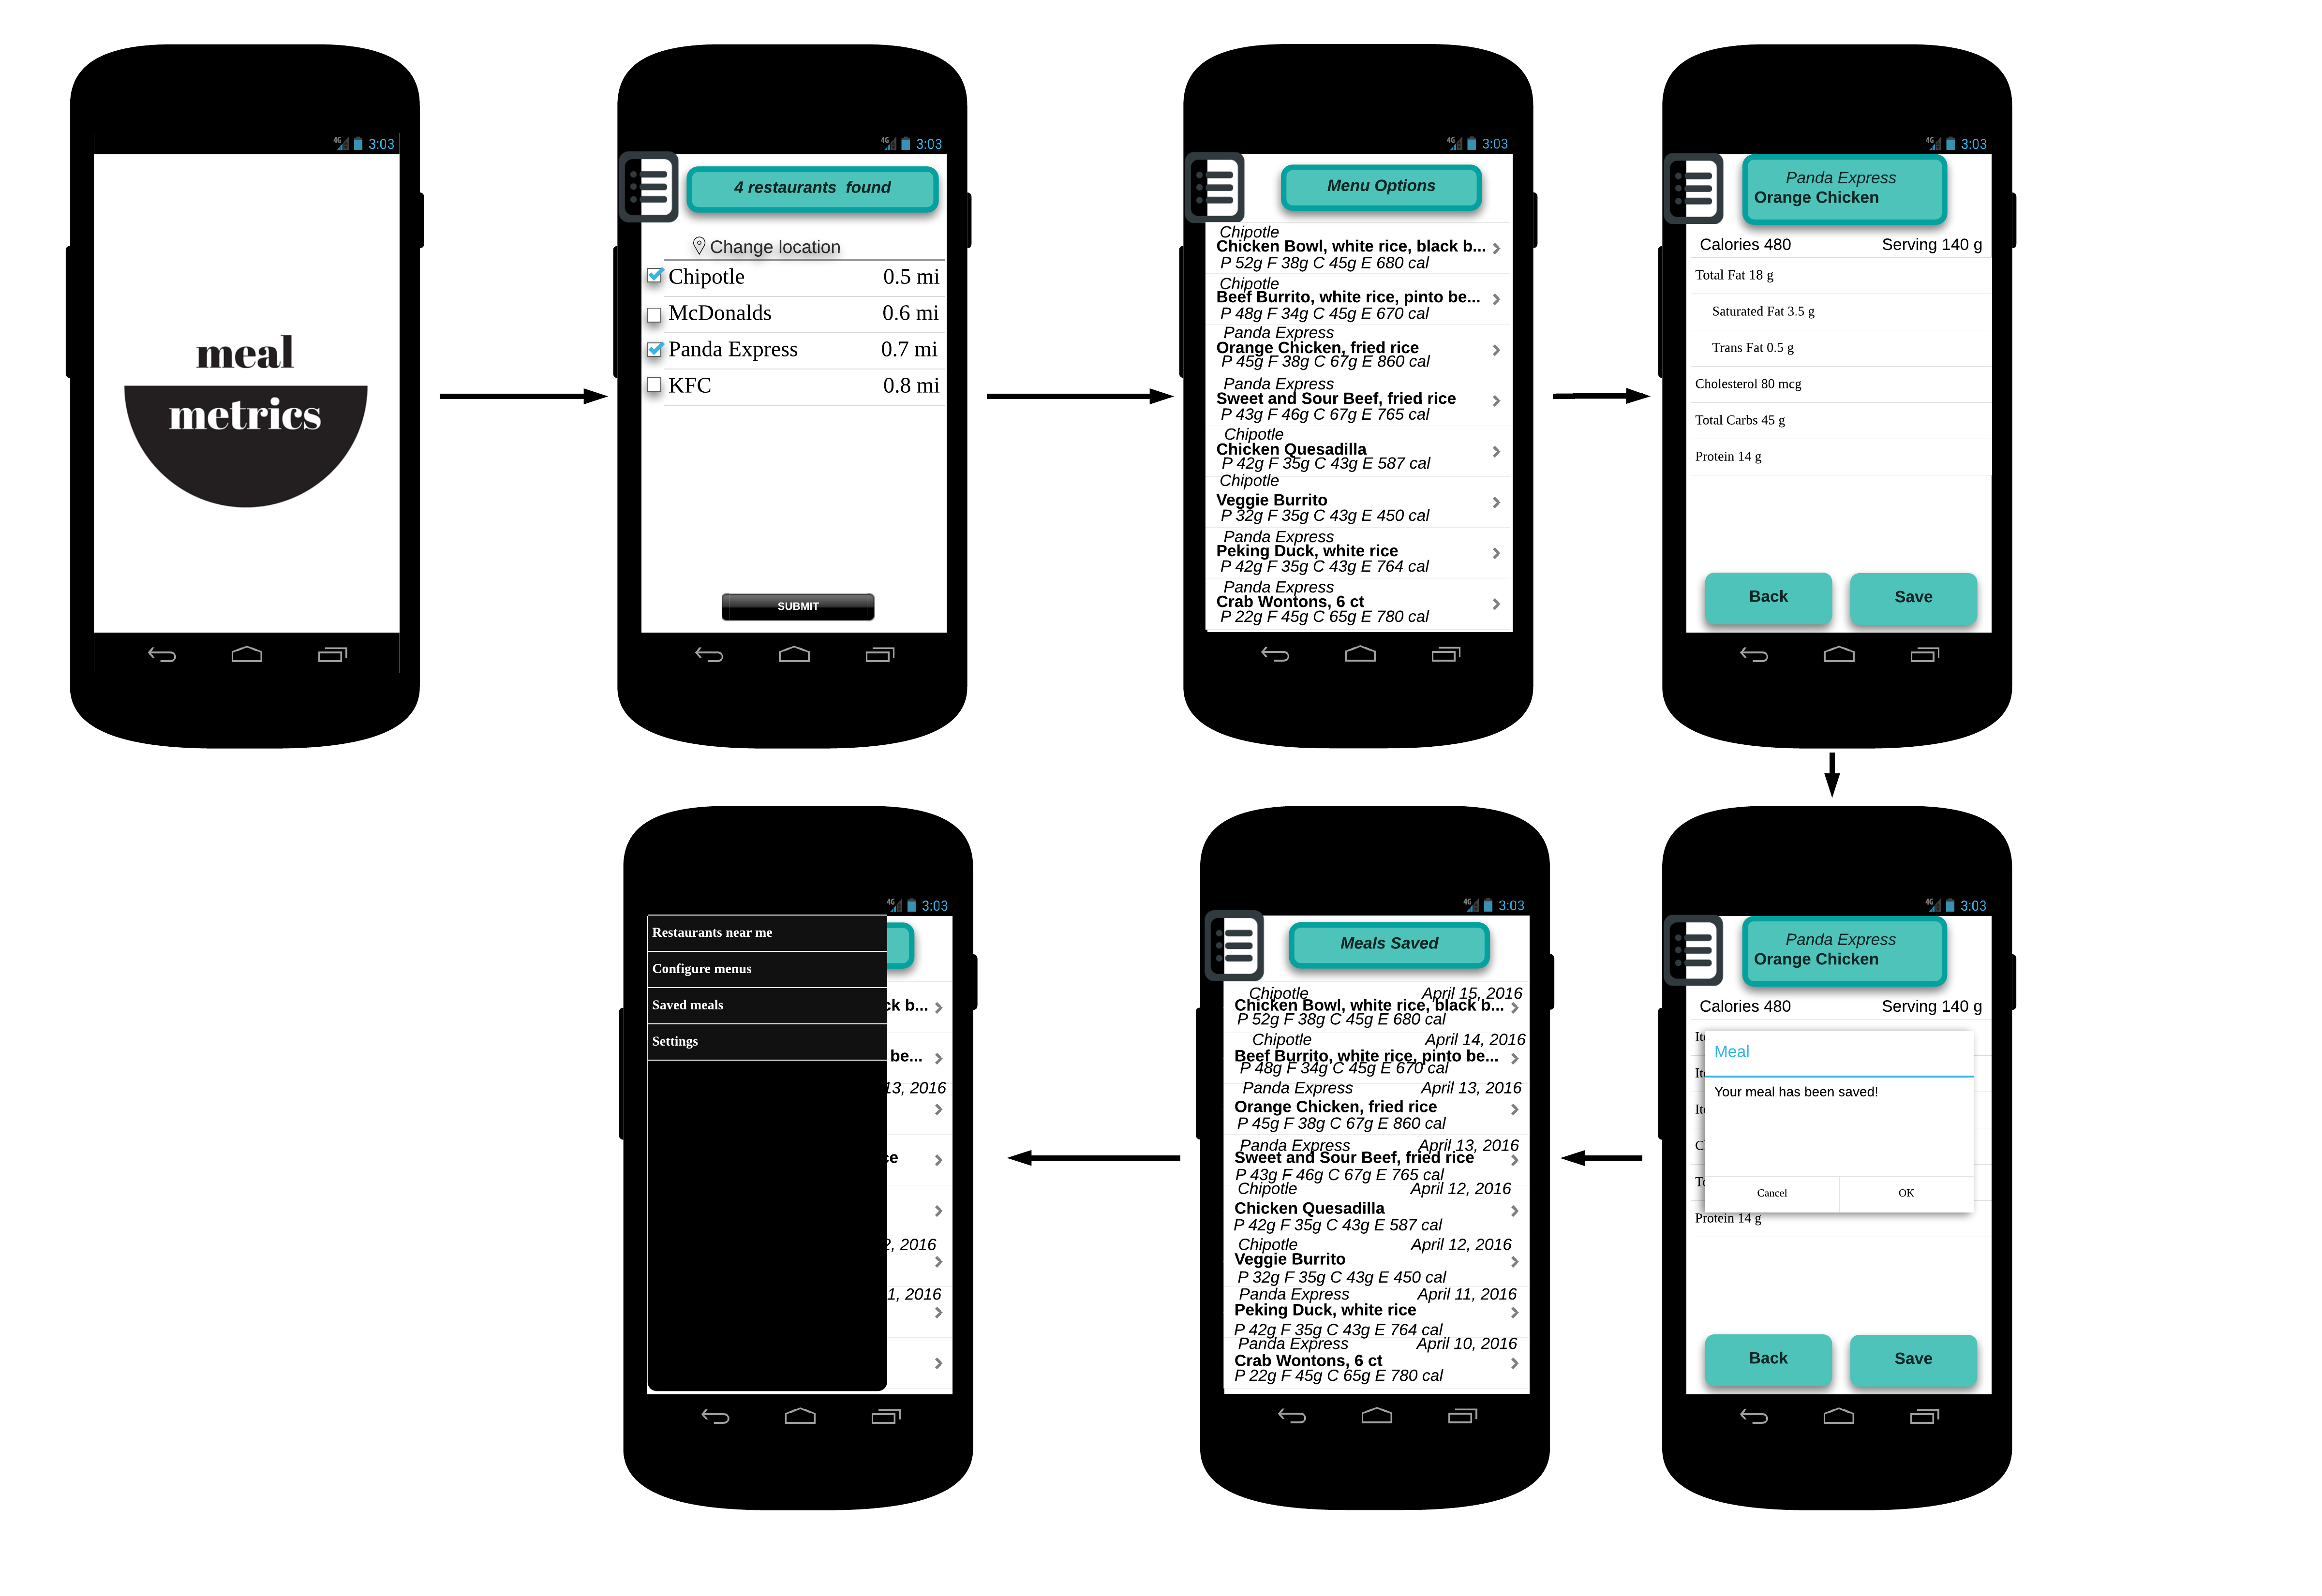 4G 3:03
meal
metrics
4G 3:03
4 restaurants found
Change location
Chipotle 0.5 mi
McDonalds 0.6 mi
Panda Express 0.7 mi
KFC 0.8 mi
SUBMIT
4G 3:03
Menu Options
Chipotle
Chicken Bowl, white rice, black b...
P 52g F 38g C 45g E 680 cal
Chipotle
Beef Burrito, white rice, pinto be...
P 48g F 34g C 45g E 670 cal
Panda Express
Orange Chicken, fried rice
P 45g F 38g C 67g E 860 cal
Panda Express
Sweet and Sour Beef, fried rice
P 43g F 46g C 67g E 765 cal
Chipotle
Chicken Quesadilla
P 42g F 35g C 43g E 587 cal
Chipotle
Veggie Burrito
P 32g F 35g C 43g E 450 cal
Panda Express
Peking Duck, white rice
P 42g F 35g C 43g E 764 cal
Panda Express
Crab Wontons, 6 ct
P 22g F 45g C 65g E 780 cal
4G 3:03
Panda Express
Orange Chicken
Calories 480 Serving 140 g
Total Fat 18 g
Saturated Fat 3.5 g
Trans Fat 0.5 g
Cholesterol 80 mcg
Total Carbs 45 g
Protein 14 g
Back Save
4G 3:03
Restaurants near me
Configure menus
Saved meals
Settings
ck b...
be...
13, 2016
ce
2, 2016
1, 2016
4G 3:03
Meals Saved
Chipotle April 15, 2016
Chicken Bowl, white rice, black b...
P 52g F 38g C 45g E 680 cal
Chipotle April 14, 2016
Beef Burrito, white rice, pinto be...
P 48g F 34g C 45g E 670 cal
Panda Express April 13, 2016
Orange Chicken, fried rice
P 45g F 38g C 67g E 860 cal
Panda Express April 13, 2016
Sweet and Sour Beef, fried rice
P 43g F 46g C 67g E 765 cal
Chipotle April 12, 2016
Chicken Quesadilla
P 42g F 35g C 43g E 587 cal
Chipotle April 12, 2016
Veggie Burrito
P 32g F 35g C 43g E 450 cal
Panda Express April 11, 2016
Peking Duck, white rice
P 42g F 35g C 43g E 764 cal
Panda Express April 10, 2016
Crab Wontons, 6 ct
P 22g F 45g C 65g E 780 cal
4G 3:03
Panda Express
Orange Chicken
Calories 480 Serving 140 g
Meal
Your meal has been saved!
Cancel OK
Protein 14 g
Back Save